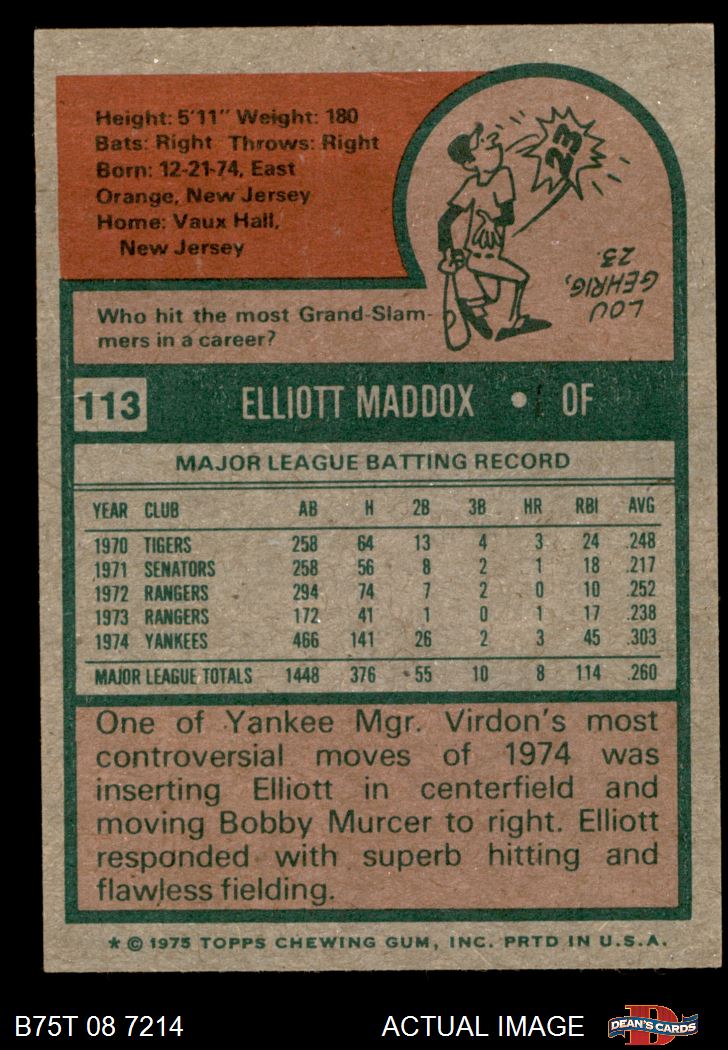 Height: 5'11" Weight: 180
Bats: Right Throws: Right
Born: 12-21-74, East
Orange, New Jersey
Home: Vaux Hall,
New Jersey
23
LOU
GEHRIG,
23.
Who hit the most Grand-Slam-
mers in a career?
113 ELLIOTT MADDOX • OF
MAJOR LEAGUE BATTING RECORD
YEAR CLUB AB H 2B 3B HR RBI AVG
1970 TIGERS 258 64 13 4 3 24 .248
1971 SENATORS 258 56 8 2 1 18 .217
1972 RANGERS 294 74 7 2 0 10 .252
1973 RANGERS 172 41 1 0 1 17 .238
1974 YANKEES 466 141 26 2 3 45 .303
MAJOR LEAGUE TOTALS 1448 376 55 10 8 114 .260
One of Yankee Mgr. Virdon's most
controversial moves of 1974 was
inserting Elliott in centerfield and
moving Bobby Murcer to right. Elliott
responded with superb hitting and
flawless fielding.
* © 1975 TOPPS CHEWING GUM, INC. PRTD IN U.S.A.
B75T 08 7214 ACTUAL IMAGE D DEAN'S CARDS